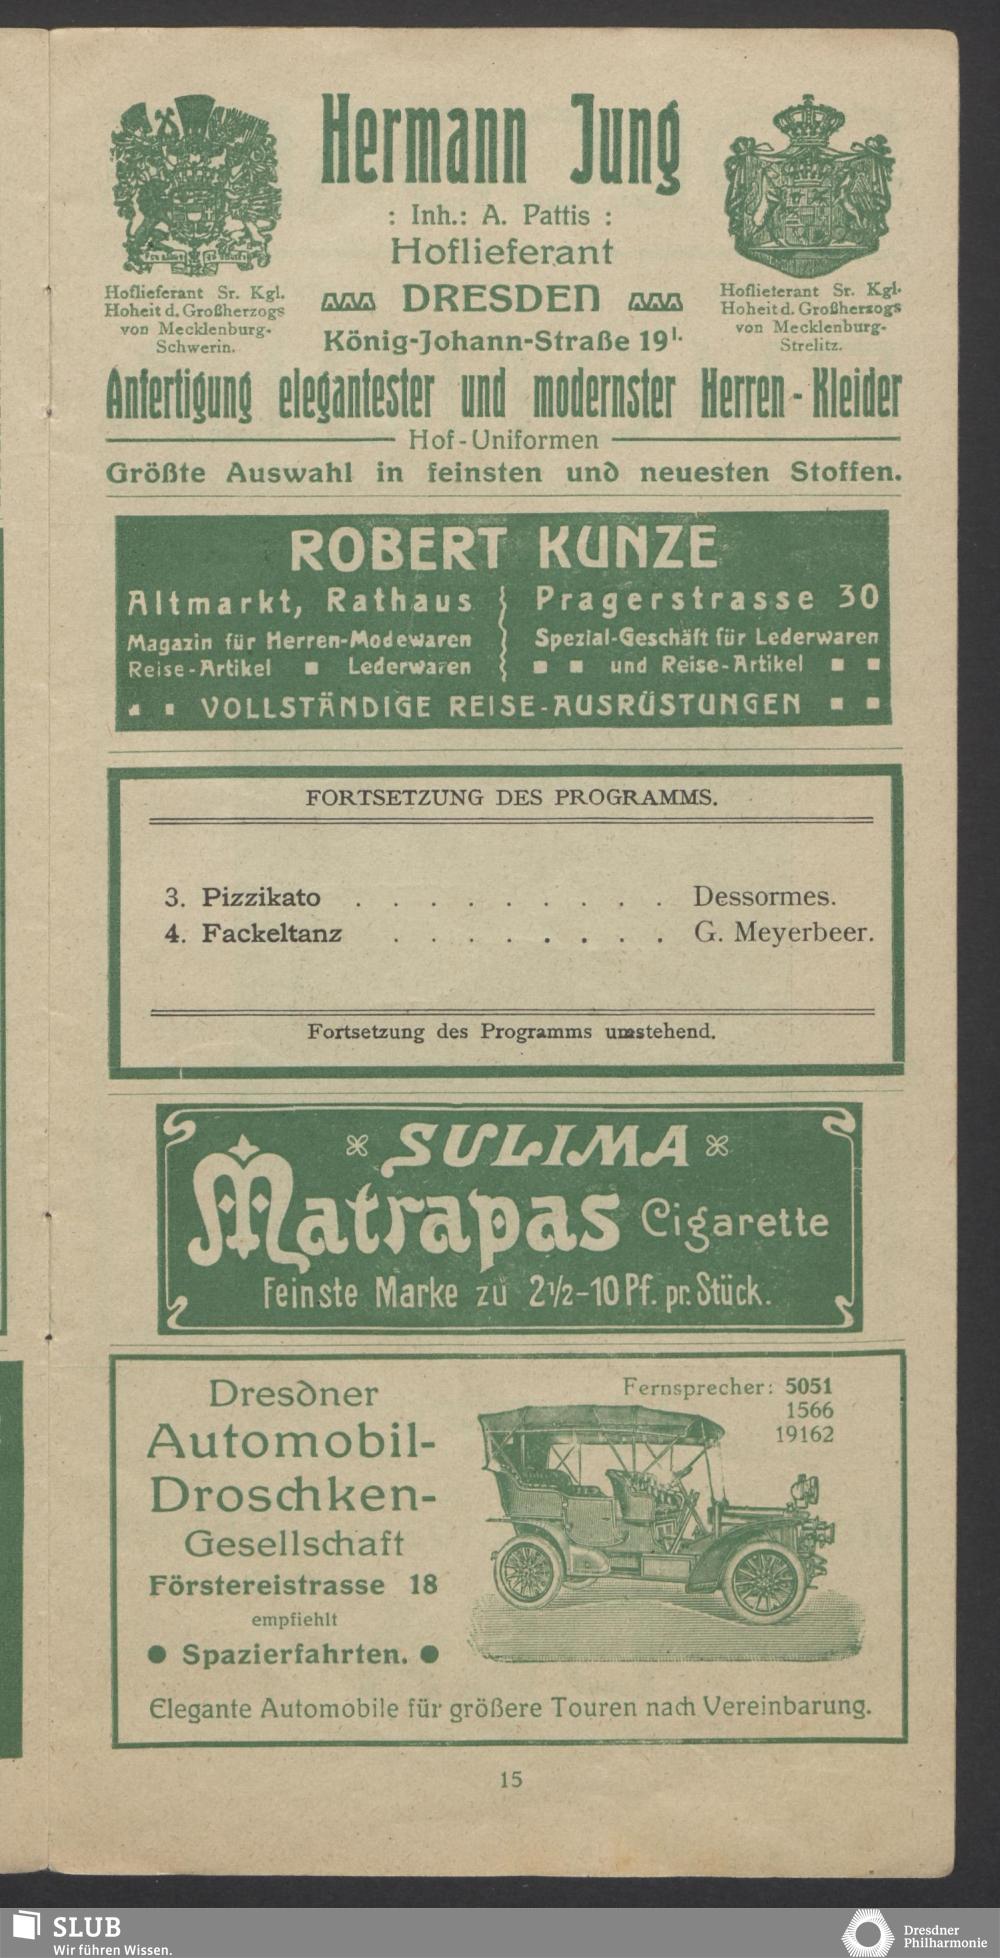 Hermann Jung
: Inh.: A. Pattis :
Hoflieferant
DRESDEN
König-Johann-Straße 19 I.
Hoflieferant Sr. Kgl.
Hoheit d. Großherzogs
von Mecklenburg-
Schwerin.
Hoflieferant Sr. Kgl.
Hoheit d. Großherzogs
von Mecklenburg-
Strelitz.
Anfertigung elegantester und modernster Herren-Kleider
Hof-Uniformen
Größte Auswahl in feinsten und neuesten Stoffen.
ROBERT KUNZE
Altmarkt, Rathaus
Magazin für Herren-Modewaren
Reise-Artikel ▪ Lederwaren
Pragerstrasse 30
Spezial-Geschäft für Lederwaren
▪ ▪ und Reise-Artikel ▪ ▪
▪ ▪ VOLLSTÄNDIGE REISE-AUSRÜSTUNGEN ▪ ▪
FORTSETZUNG DES PROGRAMMS.
3. Pizzikato . . . . . . . . . Dessormes.
4. Fackeltanz . . . . . . . . G. Meyerbeer.
Fortsetzung des Programms umstehend.
SULIMA
Matrapas Cigarette
Feinste Marke zu 2½-10 Pf. pr. Stück.
Dresdner
Automobil-
Droschken-
Gesellschaft
Förstereistrasse 18
empfiehlt
● Spazierfahrten. ●
Fernsprecher: 5051
1566
19162
Elegante Automobile für größere Touren nach Vereinbarung.
15
SLUB
Wir führen Wissen.
Dresdner
Philharmonie